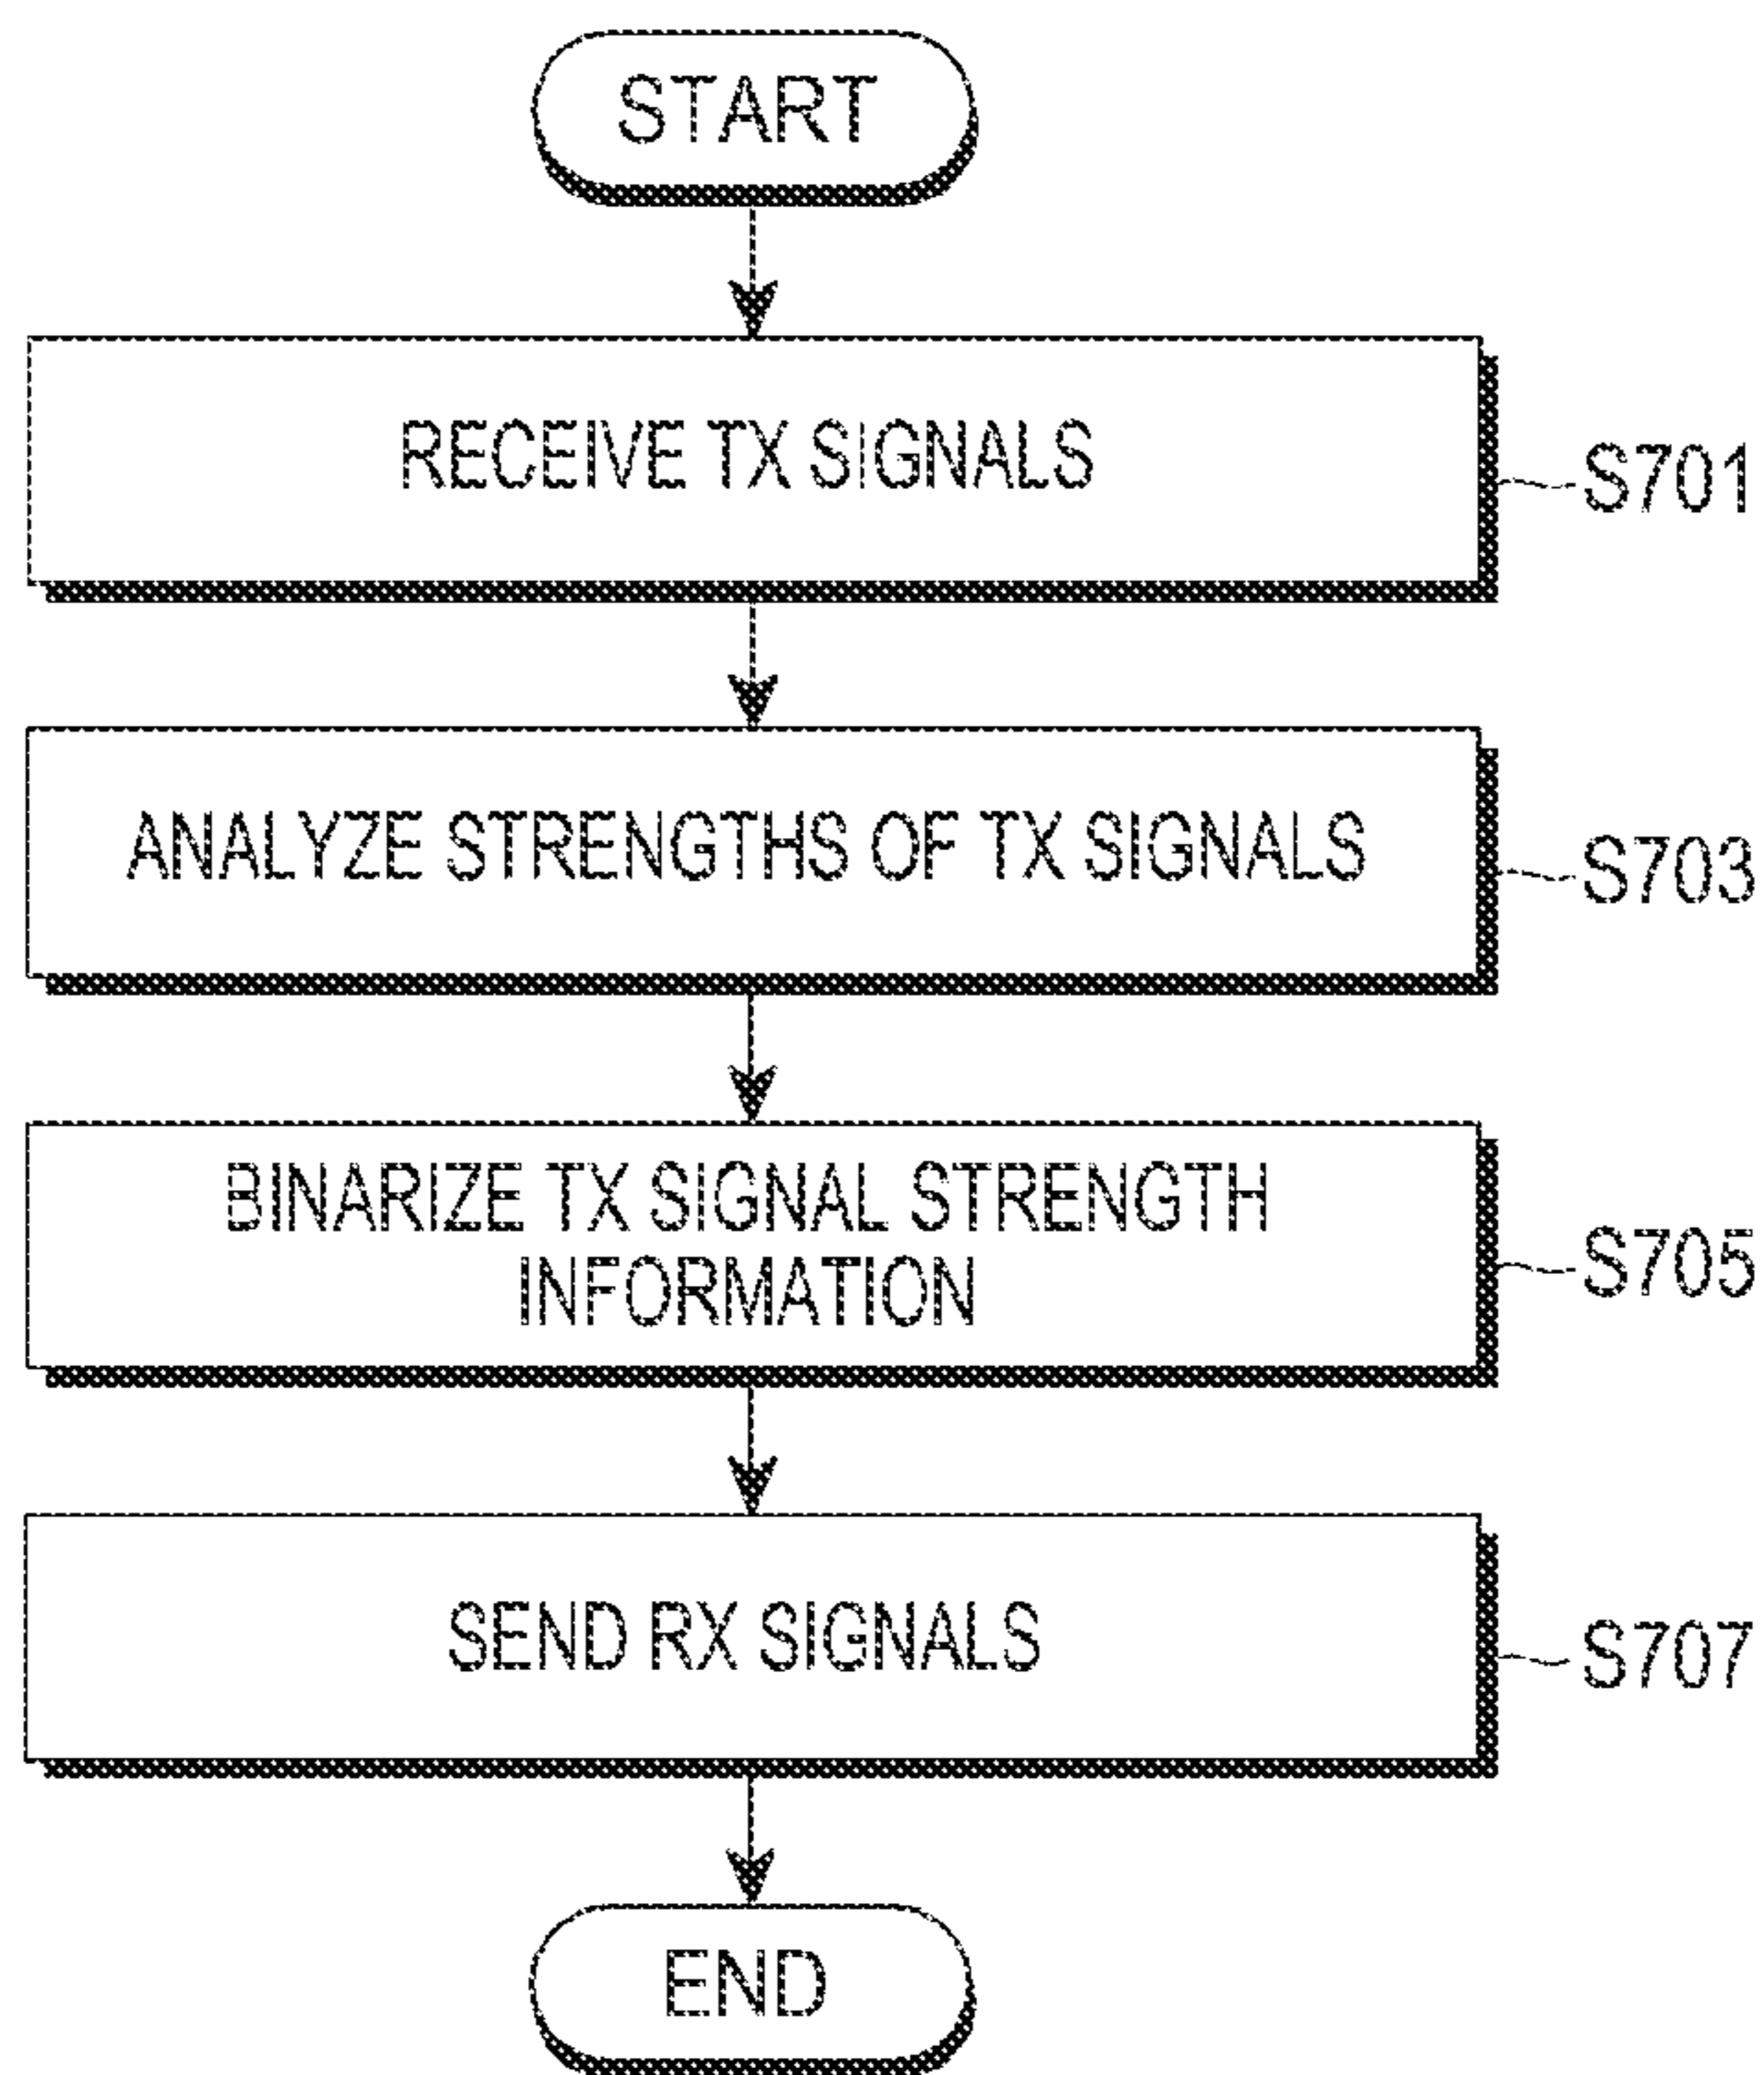 START
RECEIVE TX SIGNALS
S701
ANALYZE STRENGTHS OF TX SIGNALS
S703
BINARIZE TX SIGNAL STRENGTH
INFORMATION
S705
SEND RX SIGNALS
S707
END